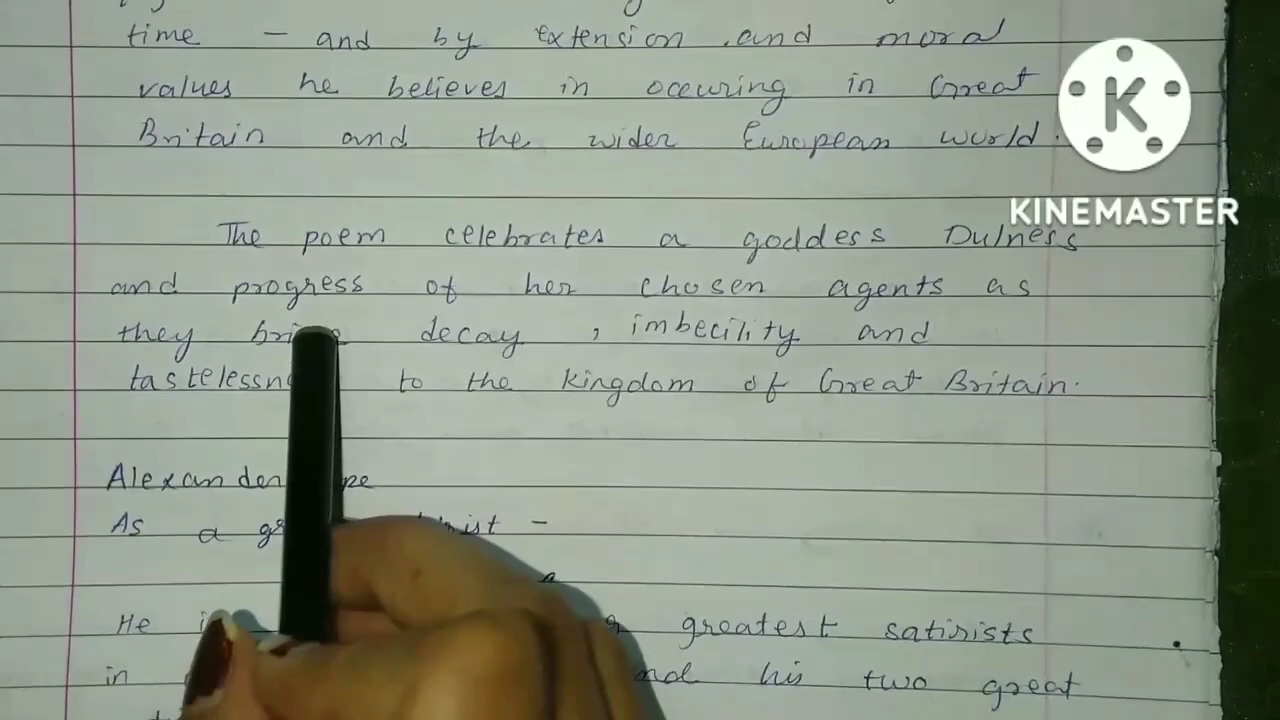 time - and by extension, and moral
values he believes in occuring in Great
Britain and the wider European world.
KINEMASTER
The poem celebrates a goddess Dulness
and progress of her chosen agents as
they decay, imbecility and
to the kingdom of Great Britain.
Alexander
As a -
He greatest satirists
in his two great